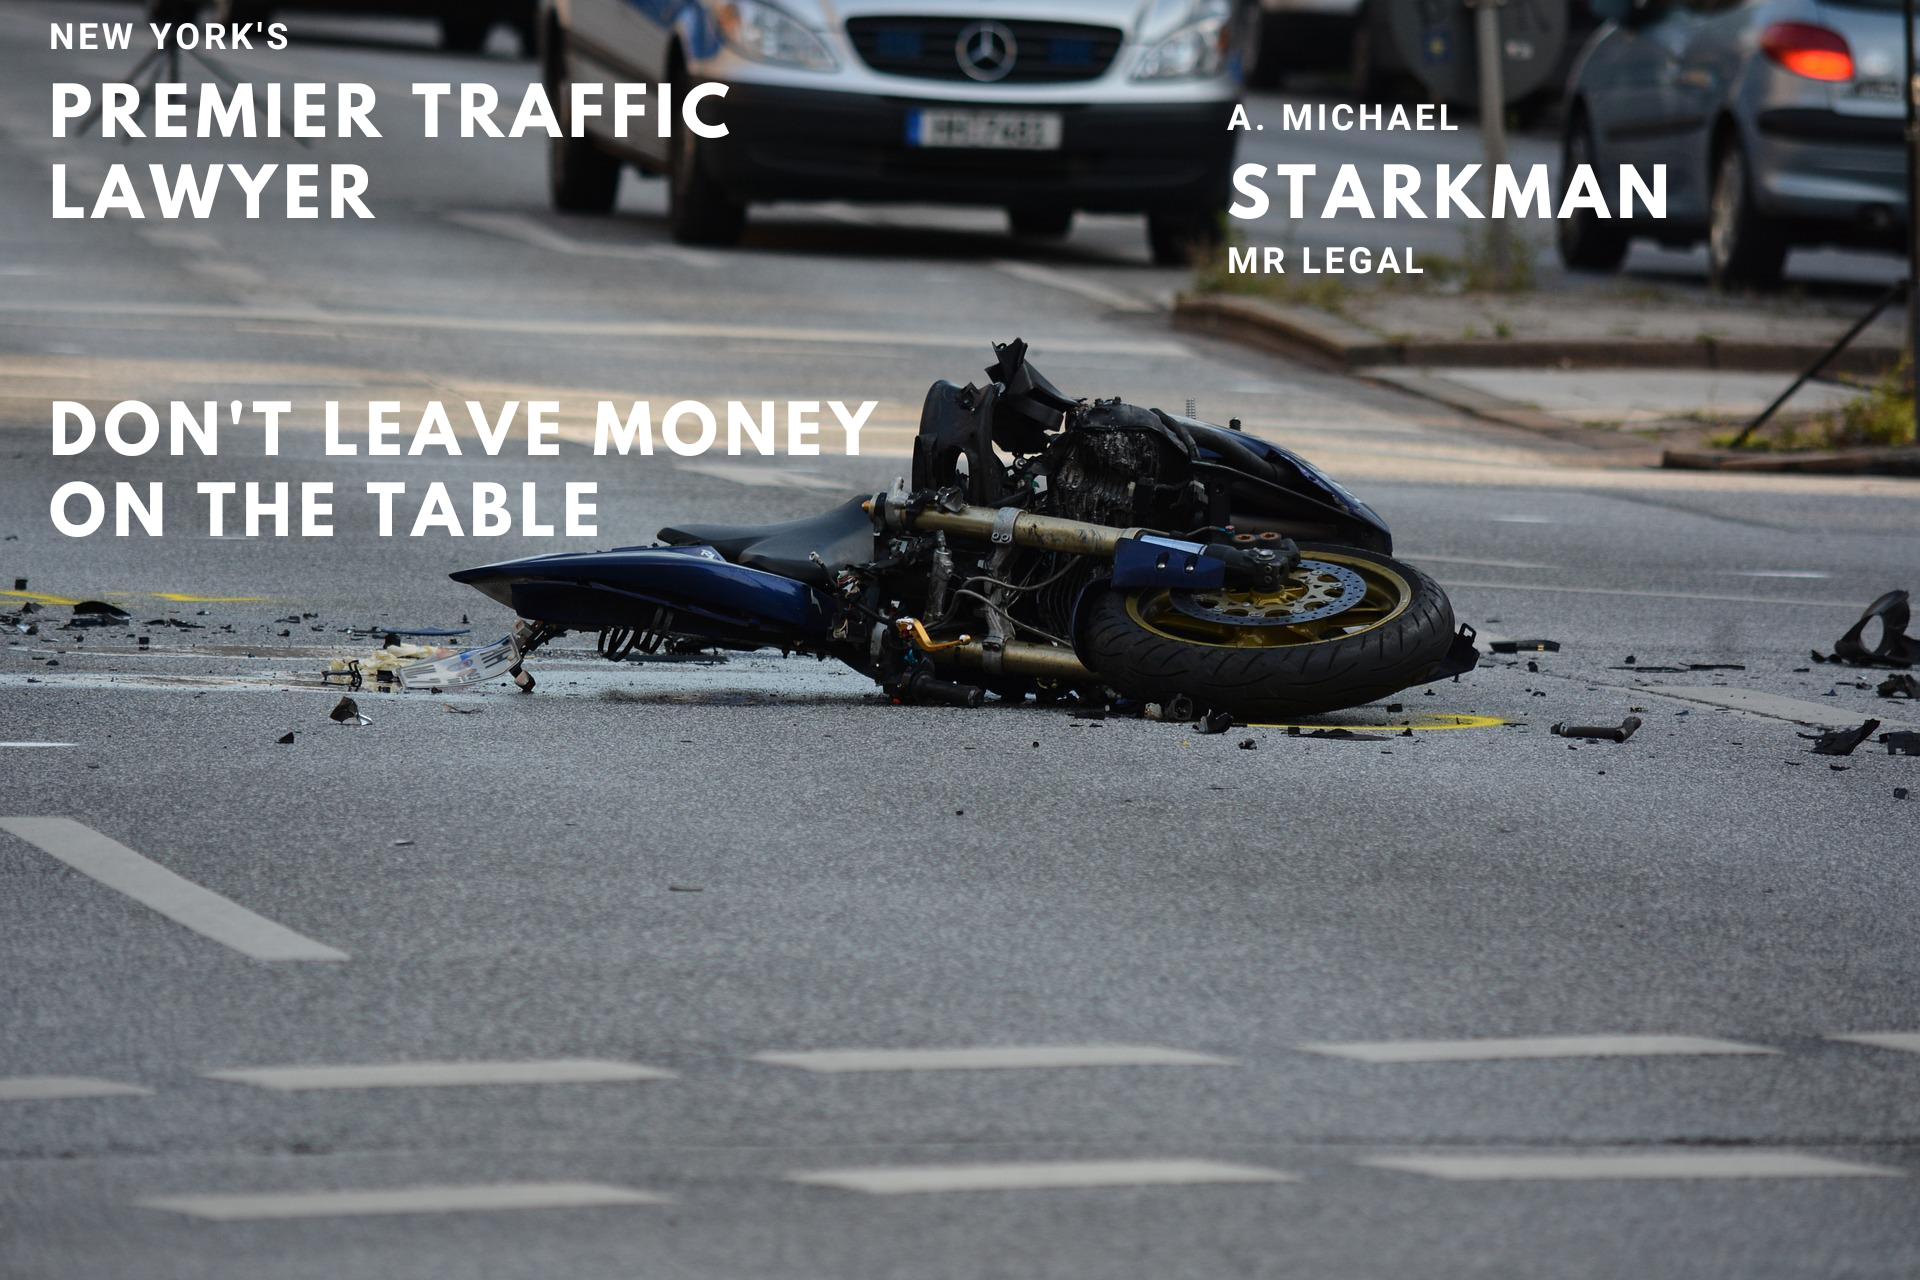 NEW YORK'S
PREMIER TRAFFIC
LAWYER
A. MICHAEL
STARKMAN
MR LEGAL
DON'T LEAVE MONEY
ON THE TABLE